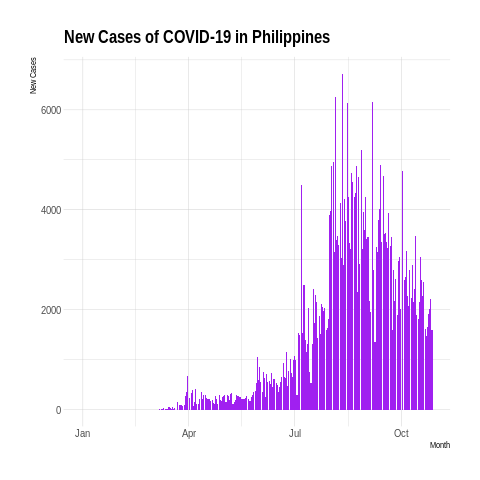 New Cases of COVID-19 in Philippines
New Cases
6000
4000
2000
0
Jan Apr Jul Oct
Month